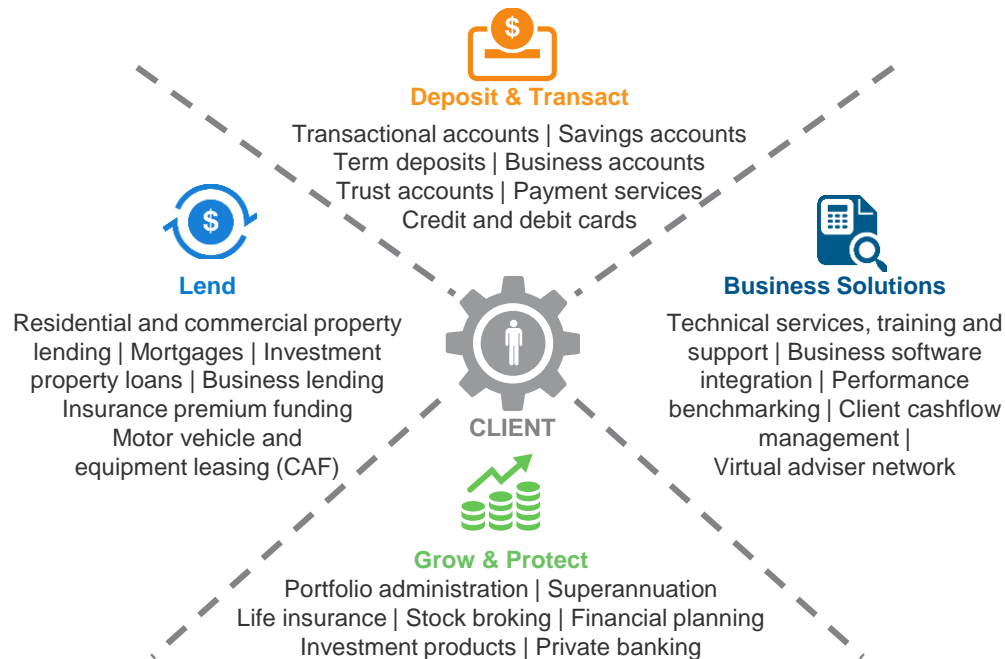 $
Deposit & Transact
Transactional accounts | Savings accounts
Term deposits | Business accounts
Trust accounts | Payment services
Credit and debit cards
$
Lend
Residential and commercial property
lending | Mortgages | Investment
property loans | Business lending
Insurance premium funding
Motor vehicle and
equipment leasing (CAF)
Business Solutions
Technical services, training and
support | Business software
integration | Performance
benchmarking | Client cashflow
management |
Virtual adviser network
CLIENT
Grow & Protect
Portfolio administration | Superannuation
Life insurance | Stock broking | Financial planning
Investment products | Private banking